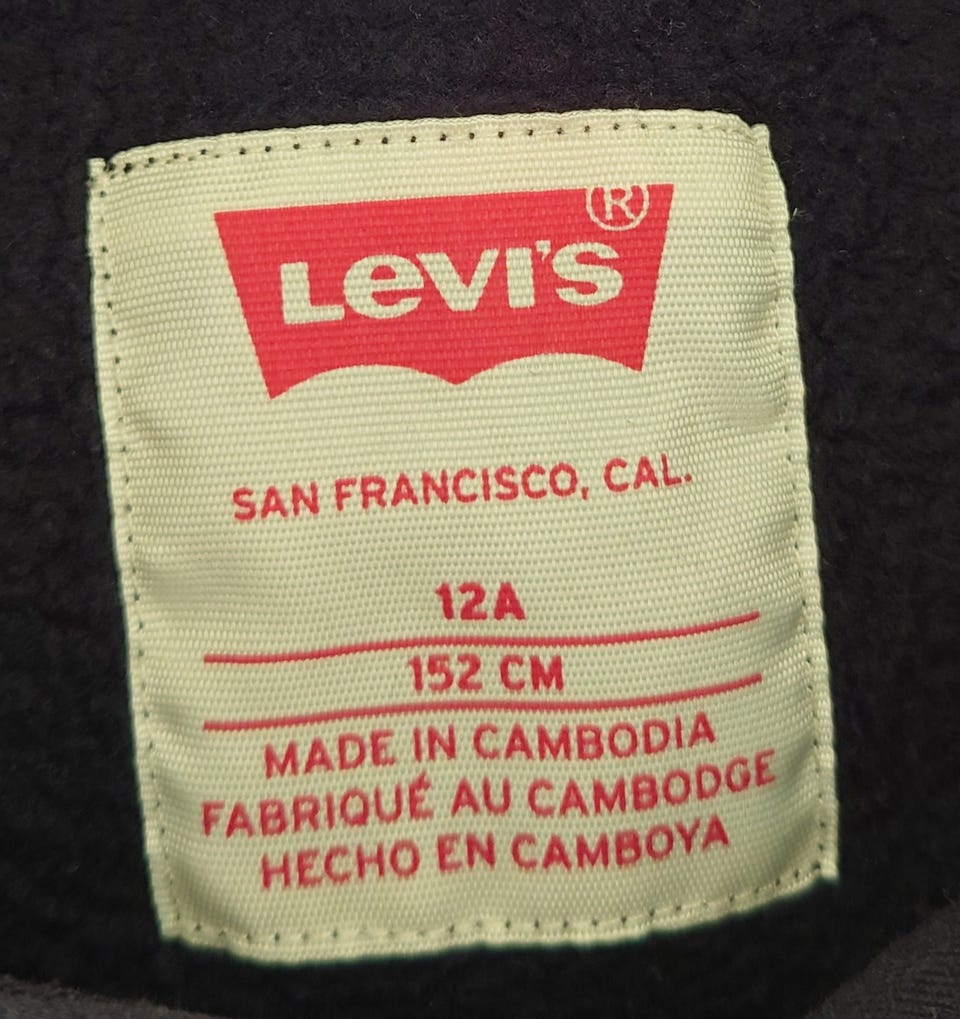 LEVI'S®
SAN FRANCISCO, CAL.
12A
152 CM
MADE IN CAMBODIA
FABRIQUÉ AU CAMBODGE
HECHO EN CAMBOYA